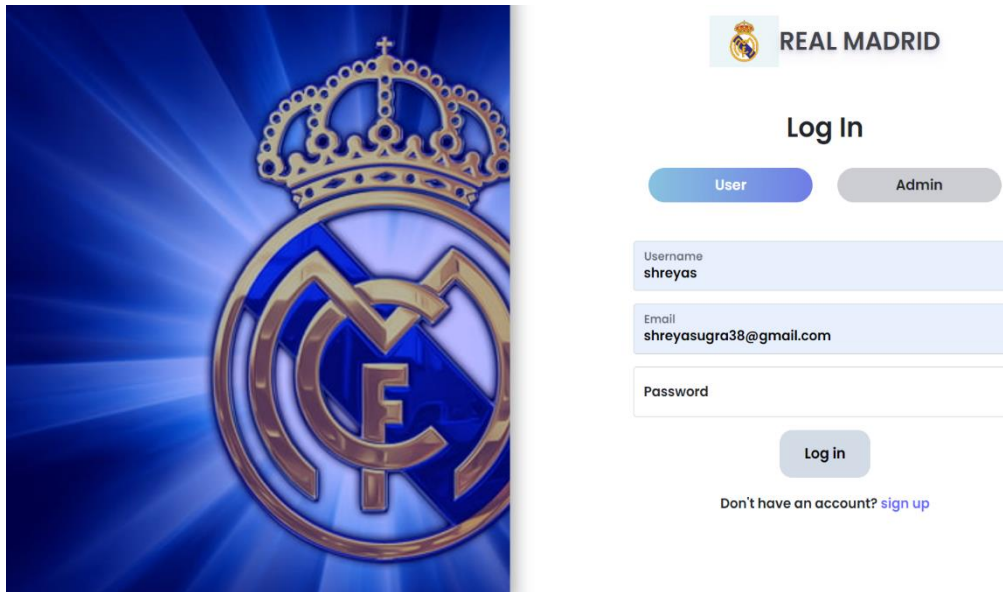 REAL MADRID
Log In
User Admin
Username
shreyas
Email
shreyasugra38@gmail.com
Password
Log in
Don't have an account? sign up